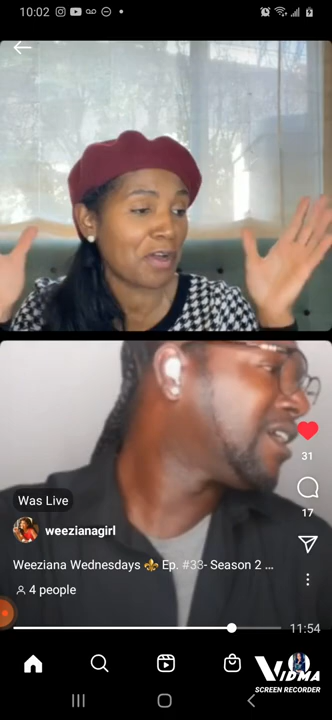 10:02
31
17
Was Live
weezianagirl
Weeziana Wednesdays ⚜ Ep. #33- Season 2 ...
4 people
11:54
VIDMA
SCREEN RECORDER